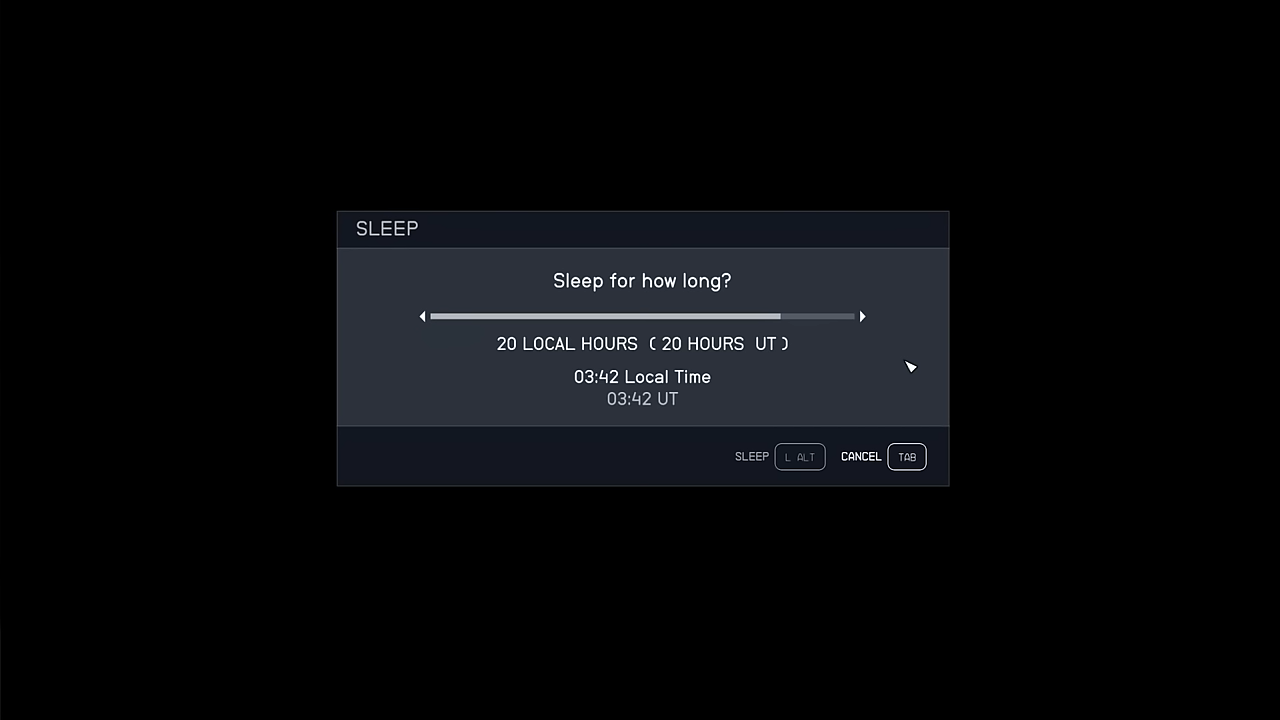 SLEEP
Sleep for how long?
20 LOCAL HOURS ( 20 HOURS UT )
03:42 Local Time
03:42 UT
SLEEP L ALT CANCEL TAB